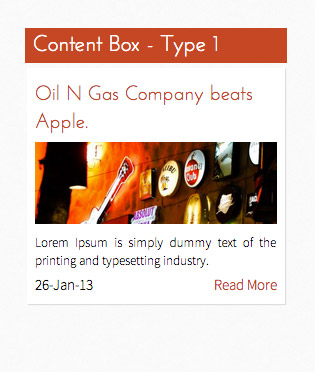 Content Box - Type 1
Oil N Gas Company beats
Apple.
ABSOLUT
Lorem Ipsum is simply dummy text of the
printing and typesetting industry.
26-Jan-13
Read More